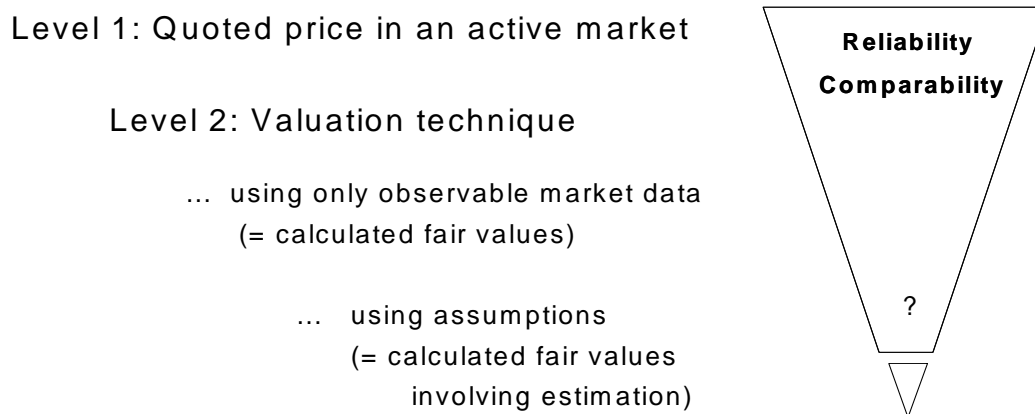 Level 1: Quoted price in an active market
Reliability
Comparability
Level 2: Valuation technique
... using only observable market data
(= calculated fair values)
?
... using assumptions
(= calculated fair values
involving estimation)